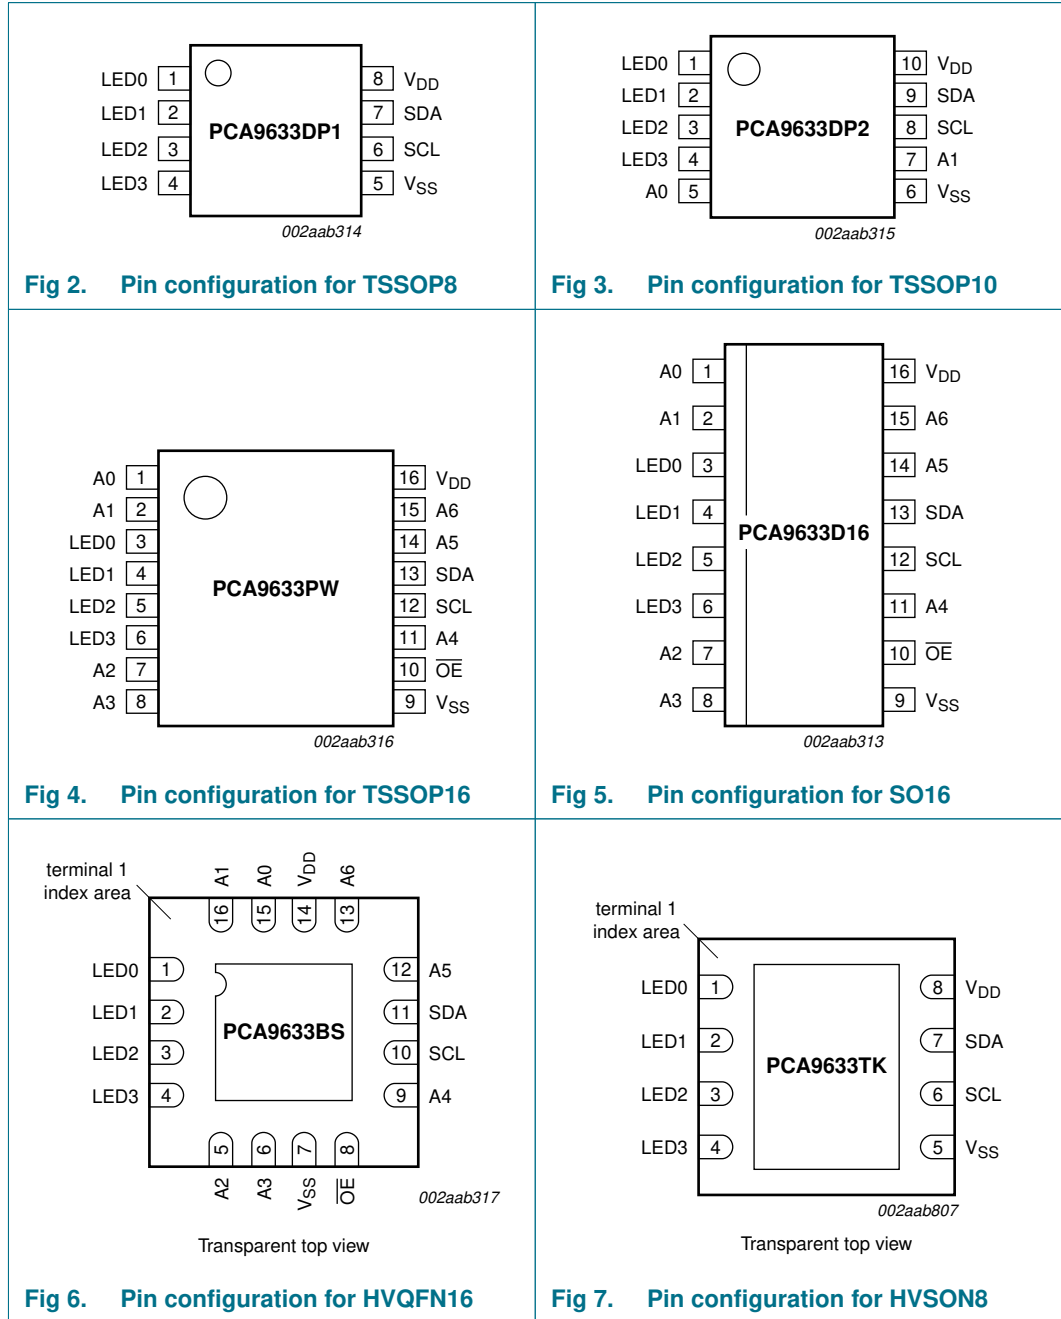 LED0 1 8 VDD
LED1 2 7 SDA
PCA9633DP1
LED2 3 6 SCL
LED3 4 5 VSS
002aab314
Fig 2. Pin configuration for TSSOP8
LED0 1 10 VDD
LED1 2 9 SDA
LED2 3 PCA9633DP2 8 SCL
LED3 4 7 A1
A0 5 6 VSS
002aab315
Fig 3. Pin configuration for TSSOP10
A0 1 16 VDD
A1 2 15 A6
LED0 3 14 A5
LED1 4 13 SDA
PCA9633PW
LED2 5 12 SCL
LED3 6 11 A4
A2 7 10 OE
A3 8 9 VSS
002aab316
Fig 4. Pin configuration for TSSOP16
A0 1 16 VDD
A1 2 15 A6
LED0 3 14 A5
LED1 4 13 SDA
PCA9633D16
LED2 5 12 SCL
LED3 6 11 A4
A2 7 10 OE
A3 8 9 VSS
002aab313
Fig 5. Pin configuration for SO16
terminal 1
index area
A1 A0 VDD A6
16 15 14 13
LED0 1 12 A5
LED1 2 11 SDA
PCA9633BS
LED2 3 10 SCL
LED3 4 9 A4
5 6 7 8
A2 A3 VSS OE
002aab317
Transparent top view
Fig 6. Pin configuration for HVQFN16
terminal 1
index area
LED0 1 8 VDD
LED1 2 7 SDA
PCA9633TK
LED2 3 6 SCL
LED3 4 5 VSS
002aab807
Transparent top view
Fig 7. Pin configuration for HVSON8